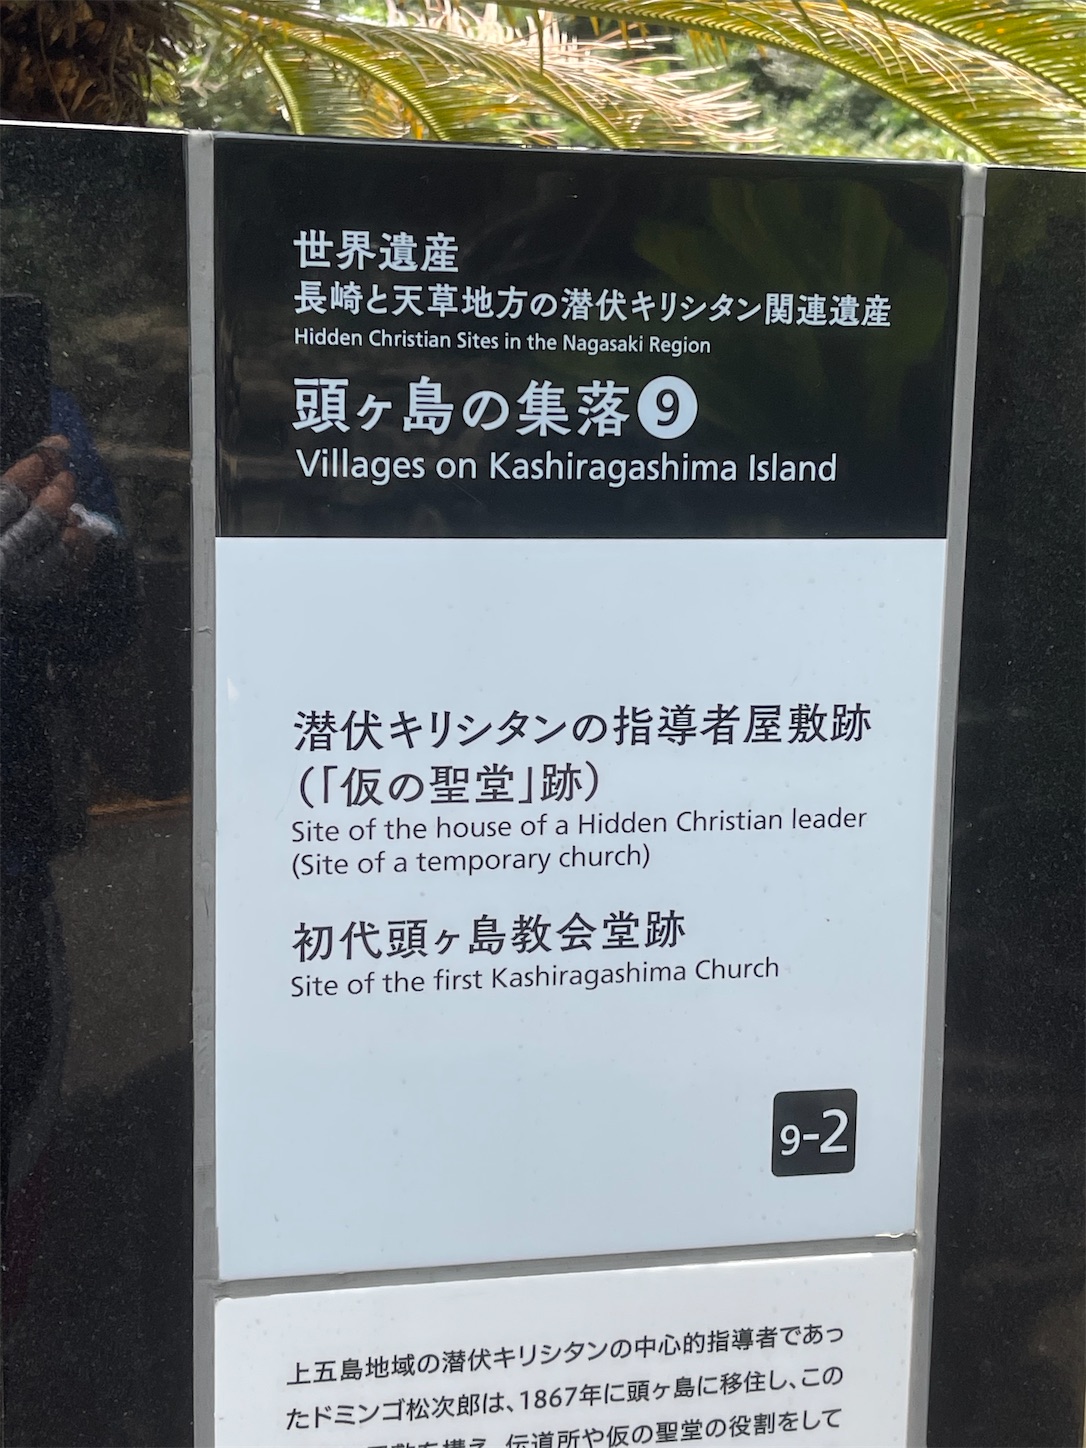 世界遺産
長崎と天草地方の潜伏キリシタン関連遺産
Hidden Christian Sites in the Nagasaki Region
頭ヶ島の集落9
Villages on Kashiragashima Island
潜伏キリシタンの指導者屋敷跡
(「仮の聖堂」跡)
Site of the house of a Hidden Christian leader
(Site of a temporary church)
初代頭ヶ島教会堂跡
Site of the first Kashiragashima Church
9-2
上五島地域の潜伏キリシタンの中心的指導者であっ
たドミンゴ松次郎は、1867年に頭ヶ島に移住し、この
を構え、伝道所や仮の聖堂の役割をして